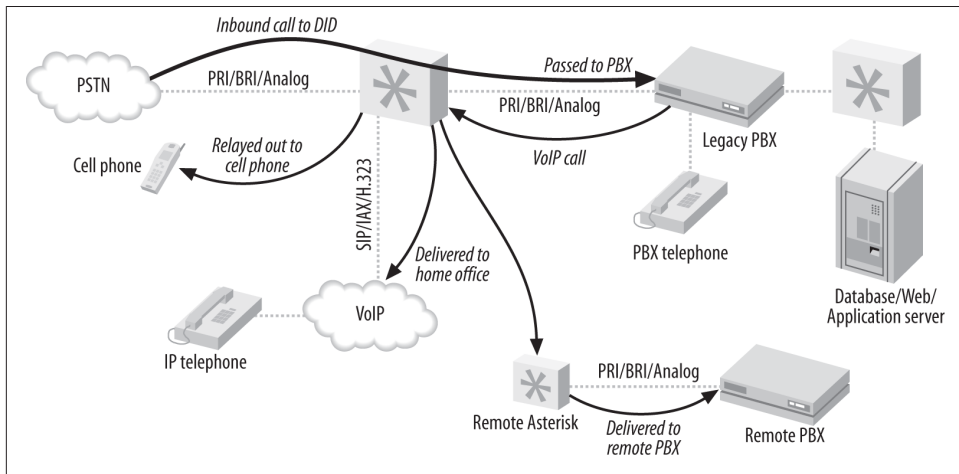 Inbound call to DID
PSTN
PRI/BRI/Analog
Passed to PBX
PRI/BRI/Analog
Legacy PBX
Cell phone
Relayed out to
cell phone
VoIP call
SIP/IAX/H.323
PBX telephone
Delivered to
home office
VoIP
IP telephone
Database/Web/
Application server
Remote Asterisk
PRI/BRI/Analog
Delivered to
remote PBX
Remote PBX